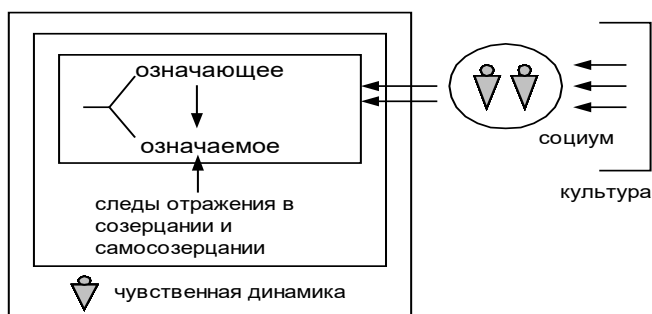 означающее
означаемое
следы отражения в
созерцании и
самосозерцании
чувственная динамика
социум
культура